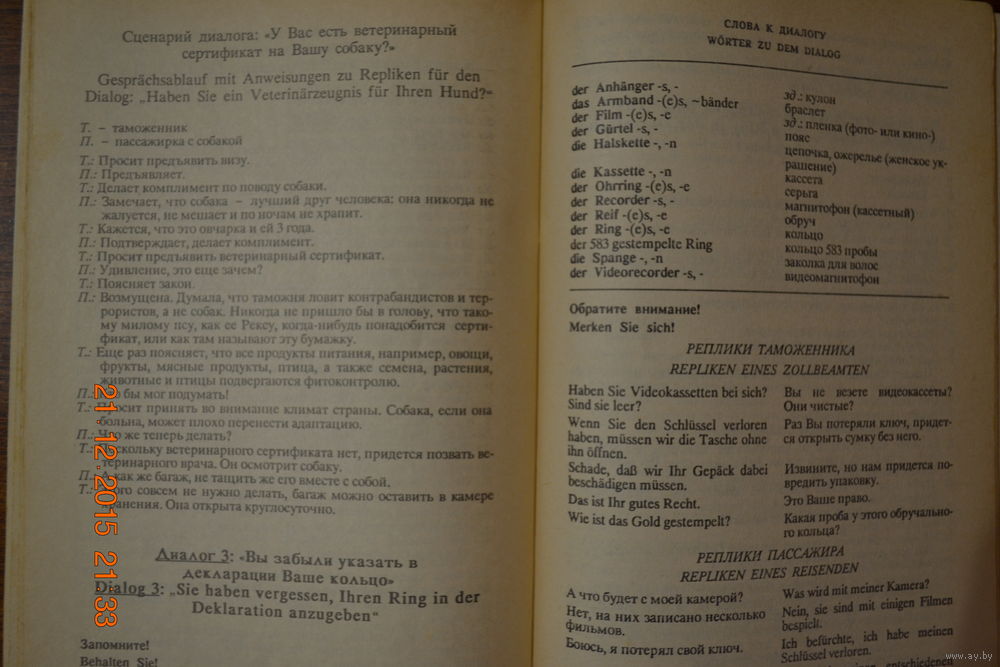 Сценарий диалога: «У Вас есть ветеринарный
сертификат на Вашу собаку?»
Gesprächsablauf mit Anweisungen zu Repliken für den
Dialog: „Haben Sie ein Veterinärzeugnis für Ihren Hund?“
Т. – таможенник
П. – пассажирка с собакой
Т.: Просит предъявить визу.
П.: Предъявляет.
Т.: Делает комплимент по поводу собаки.
П.: Замечает, что собака – лучший друг человека: она никогда не
жалуется, не мешает и по ночам не храпит.
Т.: Кажется, что это овчарка и ей 3 года.
П.: Подтверждает, делает комплимент.
Т.: Просит предъявить ветеринарный сертификат.
П.: Удивление, это еще зачем?
Т.: Поясняет закон.
П.: Возмущена. Думала, что таможня ловит контрабандистов и тер-
рористов, а не собак. Никогда не пришло бы в голову, что тако-
му милому псу, как ее Рексу, когда-нибудь понадобится серти-
фикат, или как там называют эту бумажку.
Т.: Еще раз поясняет, что все продукты питания, например, овощи,
фрукты, мясные продукты, птица, а также семена, растения,
животные и птицы подвергаются фитоконтролю.
П.: бы мог подумать!
Т.: Просит принять во внимание климат страны. Собака, если она
больна, может плохо перенести адаптацию.
П.: Что же теперь делать?
Т.: Поскольку ветеринарного сертификата нет, придется позвать ве-
теринарного врача. Он осмотрит собаку.
П.: А как же багаж, не тащить же его вместе с собой.
Т.: Этого совсем не нужно делать, багаж можно оставить в камере
хранения. Она открыта круглосуточно.
Диалог 3: «Вы забыли указать в
декларации Ваше кольцо»
Dialog 3: „Sie haben vergessen, Ihren Ring in der
Deklaration anzugeben“
Запомните!
Behalten Sie!
21.12.2015 21:33
СЛОВА К ДИАЛОГУ
WÖRTER ZU DEM DIALOG
der Anhänger -s, - зд.: кулон
das Armband -(e)s, ~bänder браслет
der Film -(e)s, -e зд.: пленка (фото- или кино-)
der Gürtel -s, - пояс
die Halskette -, -n цепочка, ожерелье (женское ук-
рашение)
die Kassette -, -n кассета
der Ohrring -(e)s, -e серьга
der Recorder -s, - магнитофон (кассетный)
der Reif -(e)s, -e обруч
der Ring -(e)s, -e кольцо
der 583 gestempelte Ring кольцо 583 пробы
die Spange -, -n заколка для волос
der Videorecorder -s, - видеомагнитофон
Обратите внимание!
Merken Sie sich!
РЕПЛИКИ ТАМОЖЕННИКА
REPLIKEN EINES ZOLLBEAMTEN
Haben Sie Videokassetten bei sich? Вы не везете видеокассеты?
Sind sie leer? Они чистые?
Wenn Sie den Schlüssel verloren Раз Вы потеряли ключ, придет-
haben, müssen wir die Tasche ohne ся открыть сумку без него.
ihn öffnen.
Schade, daß wir Ihr Gepäck dabei Извините, но нам придется по-
beschädigen müssen. вредить упаковку.
Das ist Ihr gutes Recht. Это Ваше право.
Wie ist das Gold gestempelt? Какая проба у этого обручально-
го кольца?
РЕПЛИКИ ПАССАЖИРА
REPLIKEN EINES REISENDEN
А что будет с моей камерой? Was wird mit meiner Kamera?
Нет, на них записано несколько Nein, sie sind mit einigen Filmen
фильмов. bespielt.
Боюсь, я потерял свой ключ. Ich befürchte, ich habe meinen
Schlüssel verloren.
www.ay.by